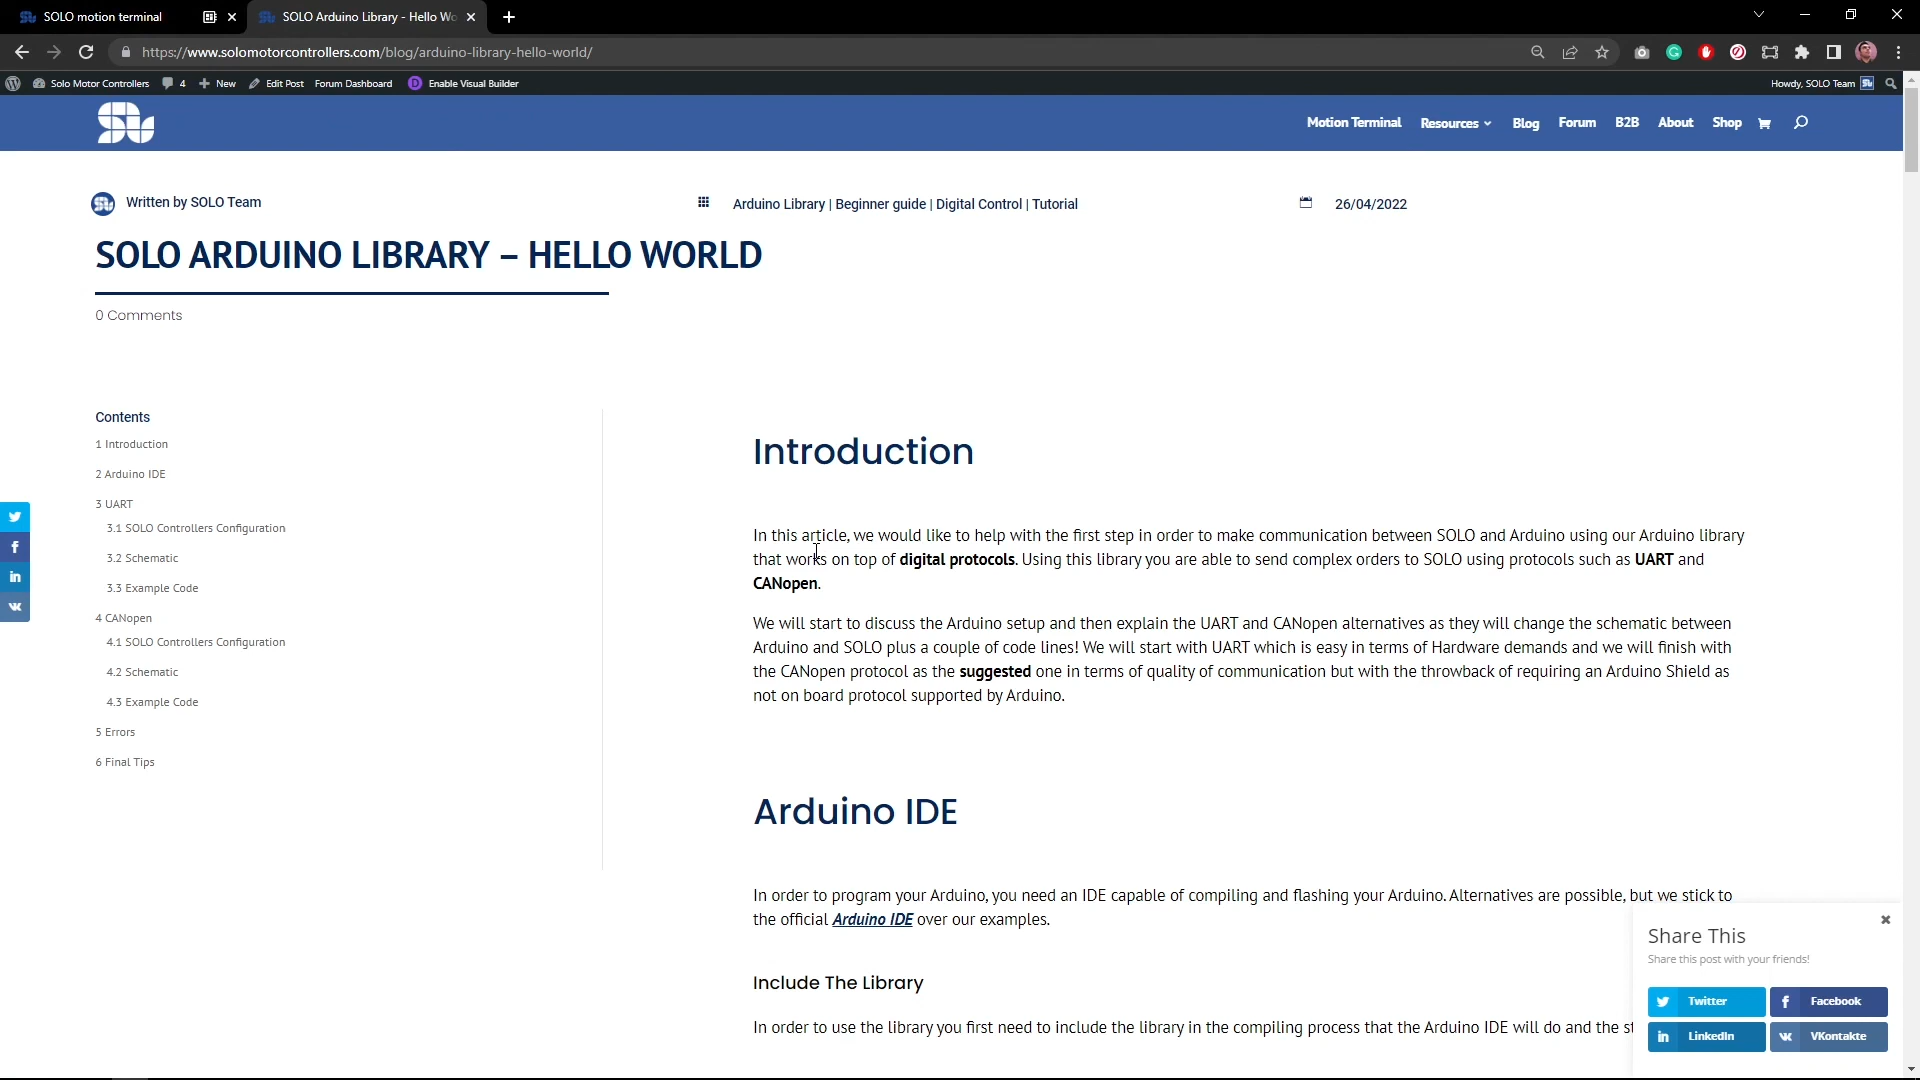 SOLO motion terminal
SOLO Arduino Library - Hello Wo
https://www.solomotorcontrollers.com/blog/arduino-library-hello-world/
Solo Motor Controllers 4 New Edit Post Forum Dashboard D Enable Visual Builder Howdy, SOLO Team
Motion Terminal Resources Blog Forum B2B About Shop
Written by SOLO Team
Arduino Library | Beginner guide | Digital Control | Tutorial
26/04/2022
SOLO ARDUINO LIBRARY – HELLO WORLD
0 Comments
Contents
1 Introduction
2 Arduino IDE
3 UART
3.1 SOLO Controllers Configuration
3.2 Schematic
3.3 Example Code
4 CANopen
4.1 SOLO Controllers Configuration
4.2 Schematic
4.3 Example Code
5 Errors
6 Final Tips
Introduction
In this article, we would like to help with the first step in order to make communication between SOLO and Arduino using our Arduino library
that works on top of digital protocols. Using this library you are able to send complex orders to SOLO using protocols such as UART and
CANopen.
We will start to discuss the Arduino setup and then explain the UART and CANopen alternatives as they will change the schematic between
Arduino and SOLO plus a couple of code lines! We will start with UART which is easy in terms of Hardware demands and we will finish with
the CANopen protocol as the suggested one in terms of quality of communication but with the throwback of requiring an Arduino Shield as
not on board protocol supported by Arduino.
Arduino IDE
In order to program your Arduino, you need an IDE capable of compiling and flashing your Arduino. Alternatives are possible, but we stick to
the official Arduino IDE over our examples.
Include The Library
In order to use the library you first need to include the library in the compiling process that the Arduino IDE will do and the st
Share This
Share this post with your friends!
Twitter
Facebook
LinkedIn
VKontakte